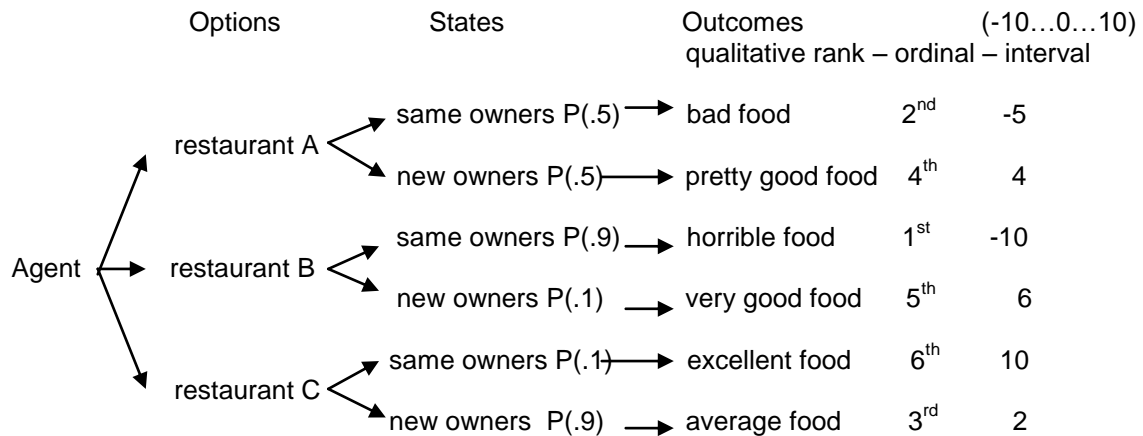 Options States Outcomes (-10…0…10)
qualitative rank – ordinal – interval
same owners P(.5) bad food 2nd -5
restaurant A
new owners P(.5) pretty good food 4th 4
same owners P(.9) horrible food 1st -10
Agent restaurant B
new owners P(.1) very good food 5th 6
same owners P(.1) excellent food 6th 10
restaurant C
new owners P(.9) average food 3rd 2